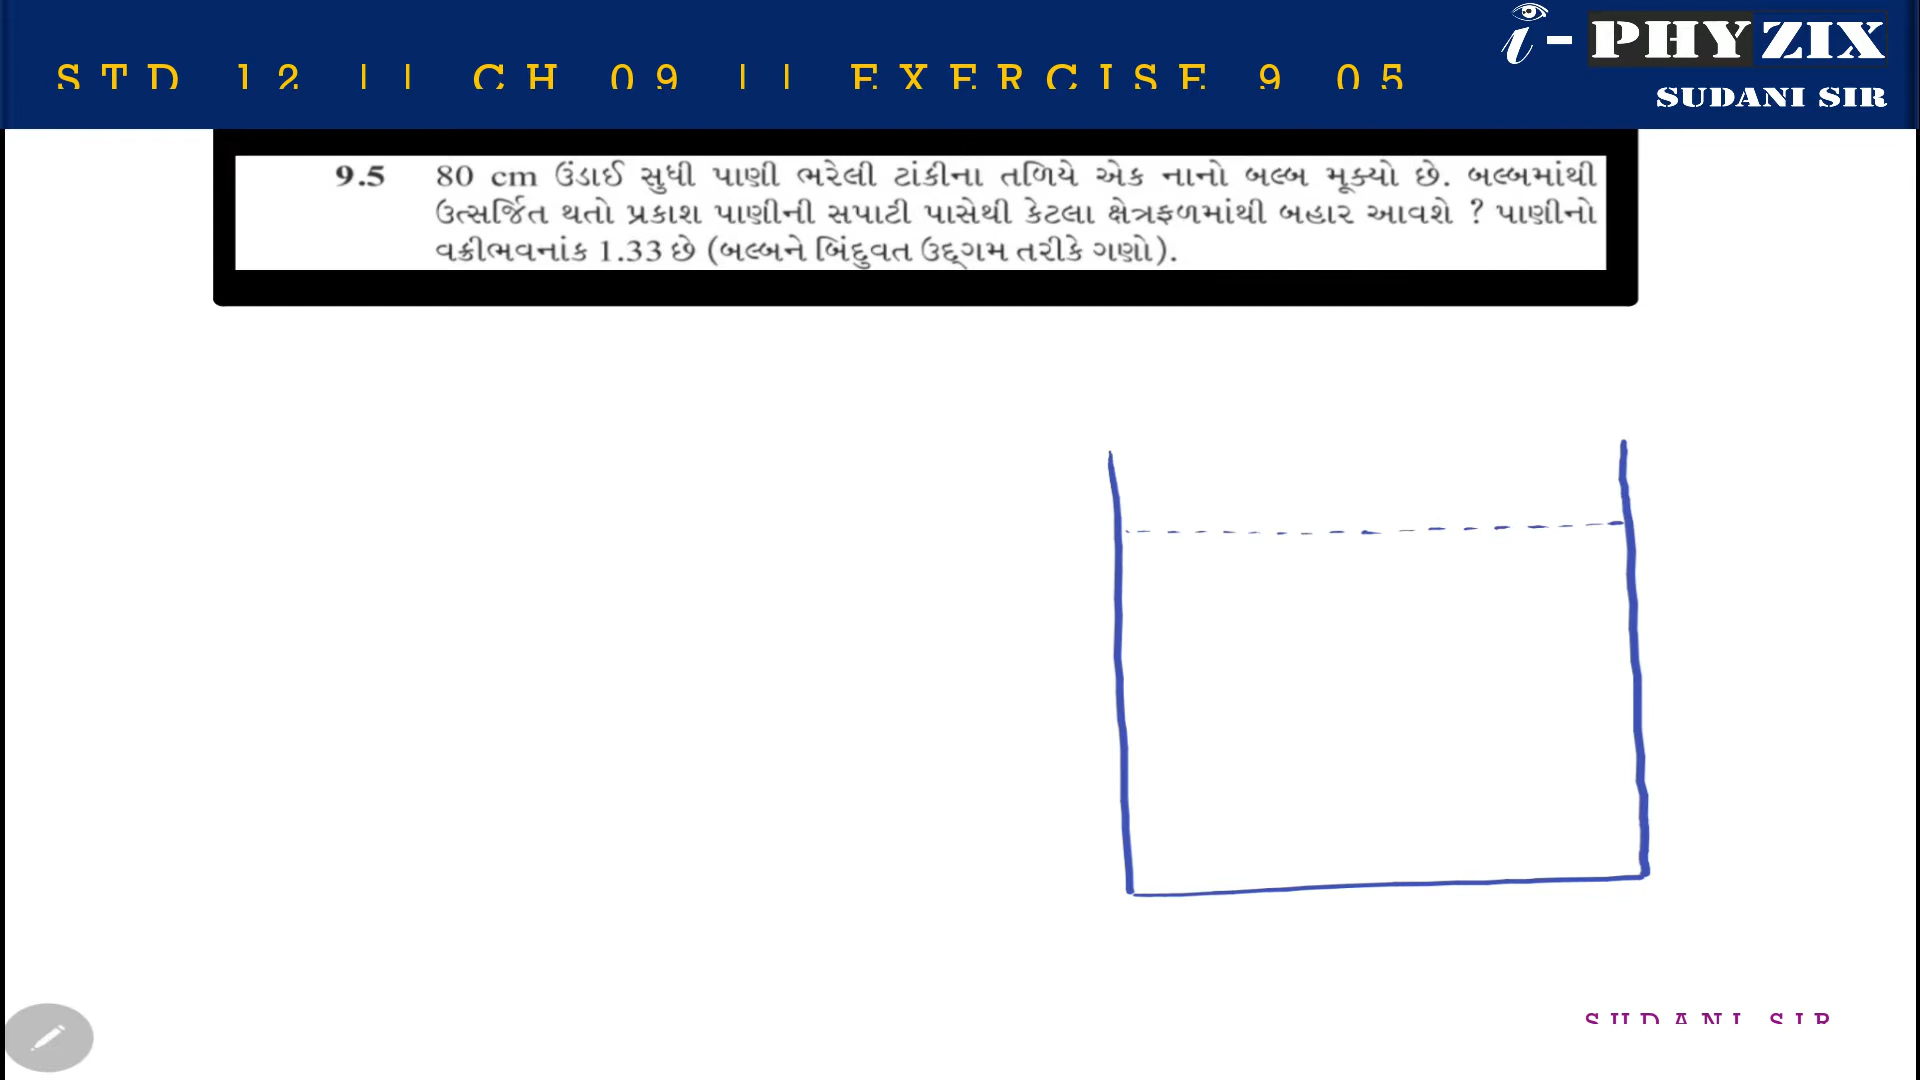 STD 12 || CH 09 || EXERCISE 9 05
i-PHYZIX
SUDANI SIR
9.5 80 cm ઉંડાઈ સુધી પાણી ભરેલી ટાંકીના તળિયે એક નાનો બલ્બ મૂક્યો છે. બલ્બમાંથી
ઉત્સર્જિત થતો પ્રકાશ પાણીની સપાટી પાસેથી કેટલા ક્ષેત્રફળમાંથી બહાર આવશે ? પાણીનો
વક્રીભવનાંક 1.33 છે (બલ્બને બિંદુવત ઉદ્ગમ તરીકે ગણો).
SUDANI SIR